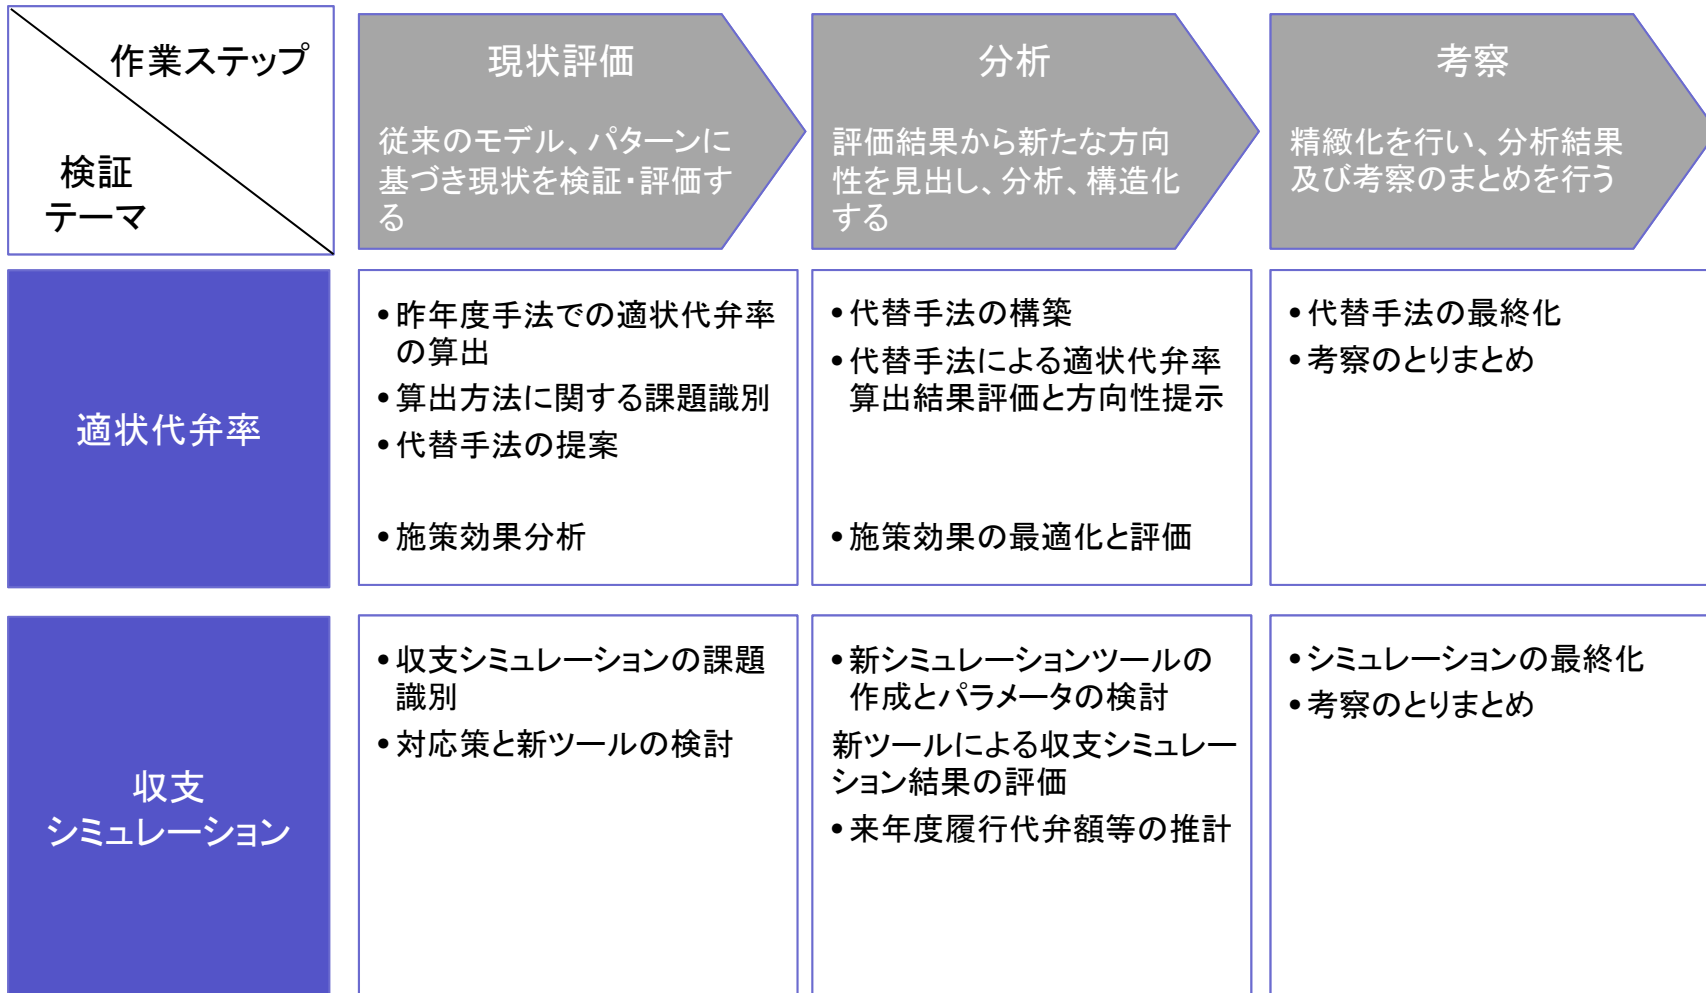 作業ステップ
検証
テーマ
現状評価
従来のモデル、パターンに
基づき現状を検証・評価す
る
分析
評価結果から新たな方向
性を見出し、分析、構造化
する
考察
精緻化を行い、分析結果
及び考察のまとめを行う
適状代弁率
•昨年度手法での適状代弁率
の算出
•算出方法に関する課題識別
•代替手法の提案
•施策効果分析
•代替手法の構築
•代替手法による適状代弁率
算出結果評価と方向性提示
•施策効果の最適化と評価
•代替手法の最終化
•考察のとりまとめ
収支
シミュレーション
•収支シミュレーションの課題
識別
•対応策と新ツールの検討
•新シミュレーションツールの
作成とパラメータの検討
新ツールによる収支シミュレー
ション結果の評価
•来年度履行代弁額等の推計
•シミュレーションの最終化
•考察のとりまとめ